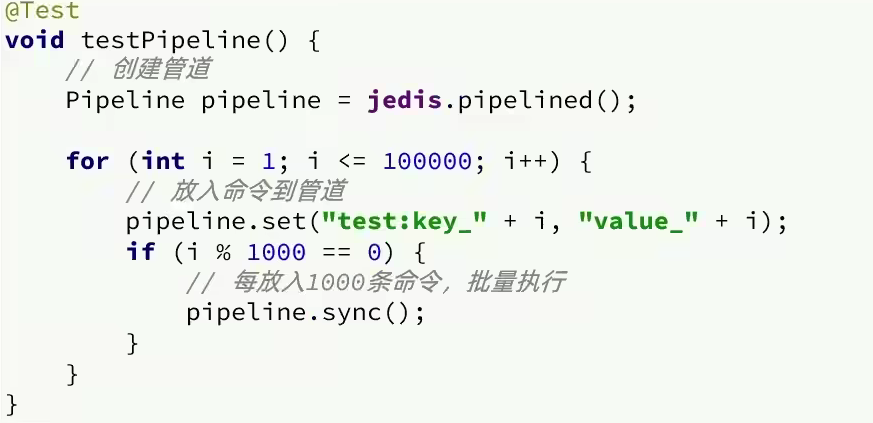 @Test
void testPipeline() {
// 创建管道
Pipeline pipeline = jedis.pipelined();
for (int i = 1; i <= 100000; i++) {
// 放入命令到管道
pipeline.set("test:key_" + i, "value_" + i);
if (i % 1000 == 0) {
// 每放入1000条命令，批量执行
pipeline.sync();
}
}
}